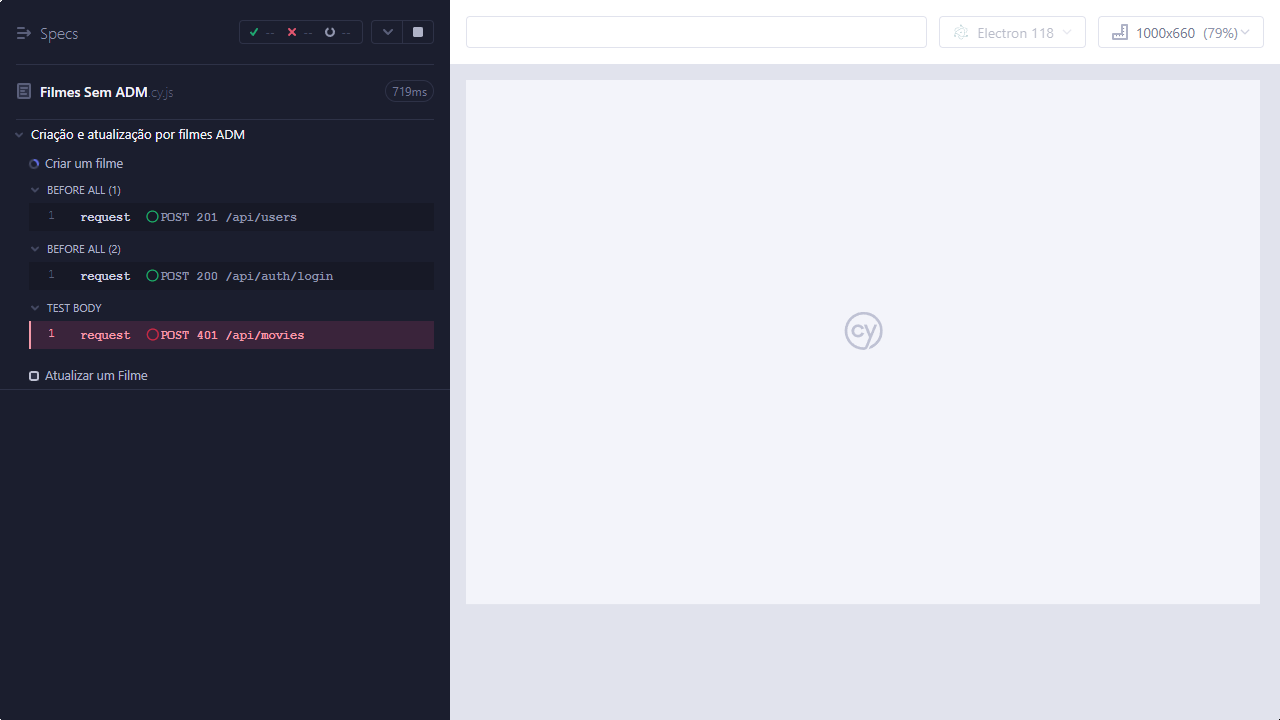 Specs
-- -- --
Electron 118
1000x660 (79%)
Filmes Sem ADM.cy.js
719ms
Criação e atualização por filmes ADM
Criar um filme
BEFORE ALL (1)
1 request POST 201 /api/users
BEFORE ALL (2)
1 request POST 200 /api/auth/login
TEST BODY
1 request POST 401 /api/movies
Atualizar um Filme
cy